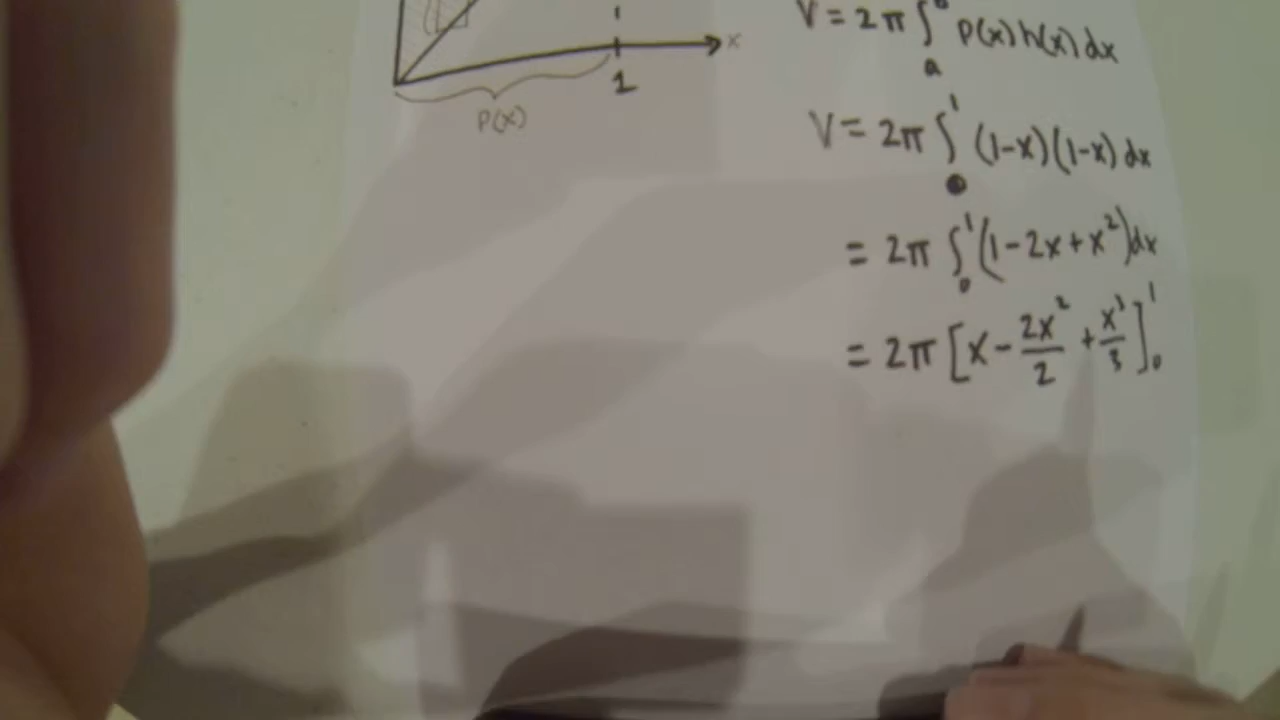 x
1
P(x)
V = 2π ∫ₐᵇ P(x) h(x) dx
V = 2π ∫₀¹ (1-x)(1-x) dx
= 2π ∫₀¹ (1-2x+x²) dx
= 2π [x - 2x²/2 + x³/3]₀¹